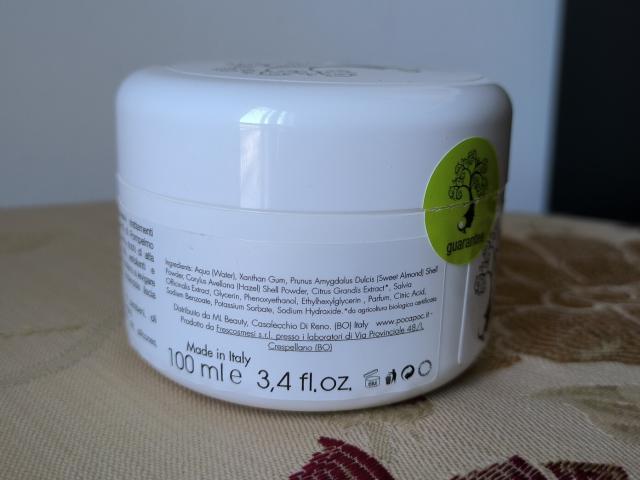 trattamenti
di pompelmo
Ingredients: Aqua (Water), Xanthan Gum, Prunus Amygdalus Dulcis (Sweet Almond) Shell
Powder, Corylus Avellana (Hazel) Shell Powder, Citrus Grandis Extract*, Salvia
Officinalis Extract, Glycerin, Phenoxyethanol, Ethylhexylglycerin , Parfum, Citric Acid,
Sodium Benzoate, Potassium Sorbate, Sodium Hydroxide. *da agricoltura biologica certificata
Distribuito da ML Beauty, Casalecchio Di Reno. (BO) Italy www.pocapoc.it-
Prodotto da Frescosmesi s.r.l. presso i laboratori di Via Provinciale 48/L
Crespellano (BO)
Made in Italy
100 ml e 3,4 fl.oz.
guarantee